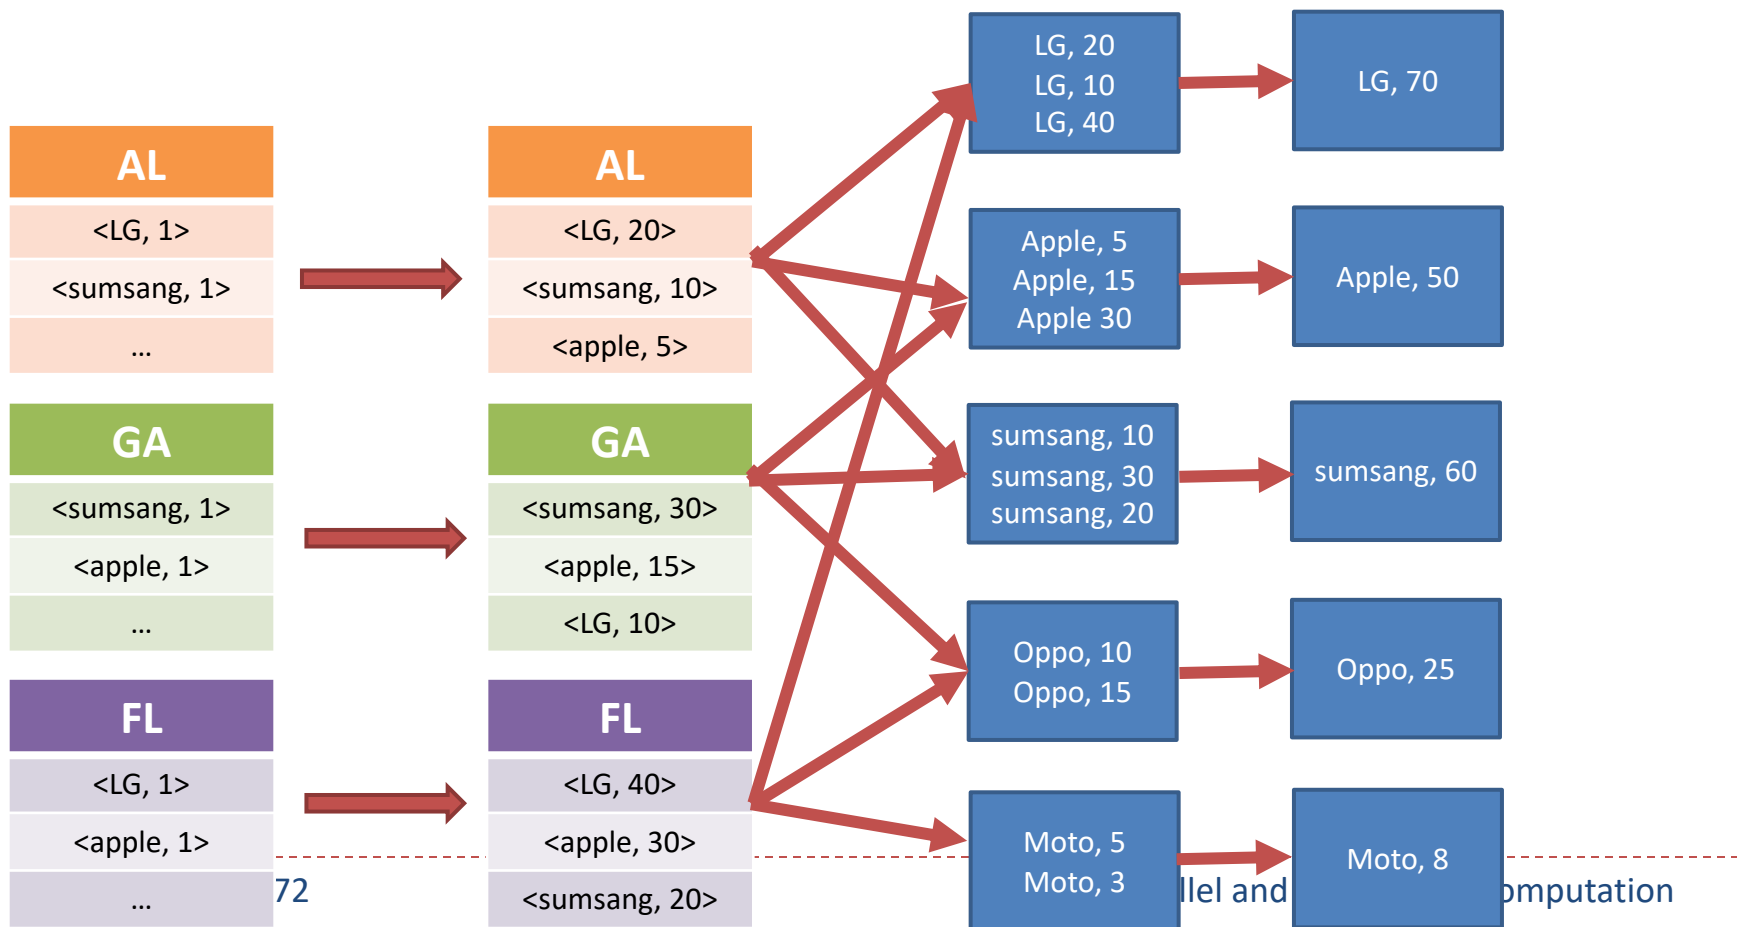 AL
<LG, 1>
<sumsang, 1>
...
GA
<sumsang, 1>
<apple, 1>
...
FL
<LG, 1>
<apple, 1>
...
AL
<LG, 20>
<sumsang, 10>
<apple, 5>
GA
<sumsang, 30>
<apple, 15>
<LG, 10>
FL
<LG, 40>
<apple, 30>
<sumsang, 20>
LG, 20
LG, 10
LG, 40
Apple, 5
Apple, 15
Apple 30
sumsang, 10
sumsang, 30
sumsang, 20
Oppo, 10
Oppo, 15
Moto, 5
Moto, 3
LG, 70
Apple, 50
sumsang, 60
Oppo, 25
Moto, 8
72
and